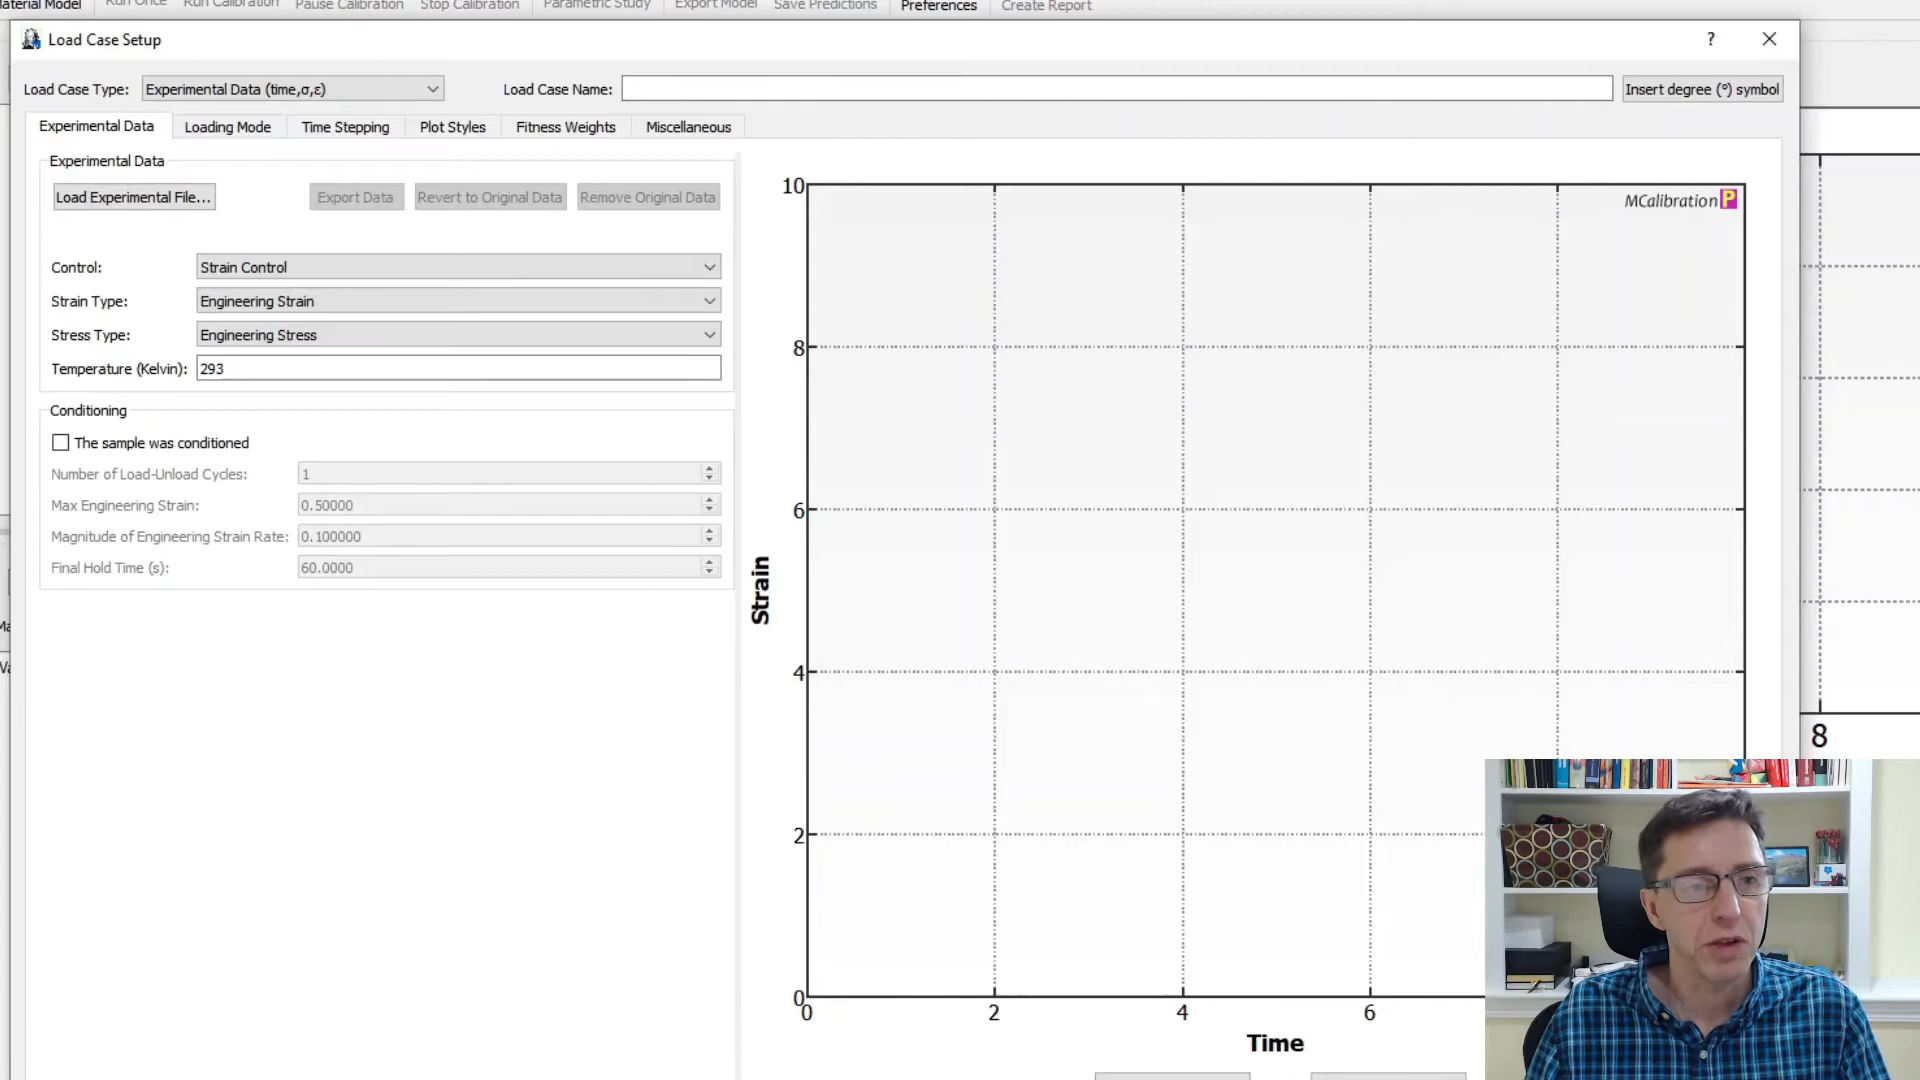 Material Model Run Once Run Calibration Pause Calibration Stop Calibration Parametric Study Export Model Save Predictions Preferences Create Report
Load Case Setup ? 
Load Case Type: Experimental Data (time,σ,ε) Load Case Name: Insert degree (°) symbol
Experimental Data Loading Mode Time Stepping Plot Styles Fitness Weights Miscellaneous
Experimental Data
Load Experimental File... Export Data Revert to Original Data Remove Original Data
Control: Strain Control
Strain Type: Engineering Strain
Stress Type: Engineering Stress
Temperature (Kelvin): 293
Conditioning
The sample was conditioned
Number of Load-Unload Cycles: 1
Max Engineering Strain: 0.50000
Magnitude of Engineering Strain Rate: 0.100000
Final Hold Time (s): 60.0000
MCalibration P
10
8
6
4
2
0
Strain
0 2 4 6
Time
8